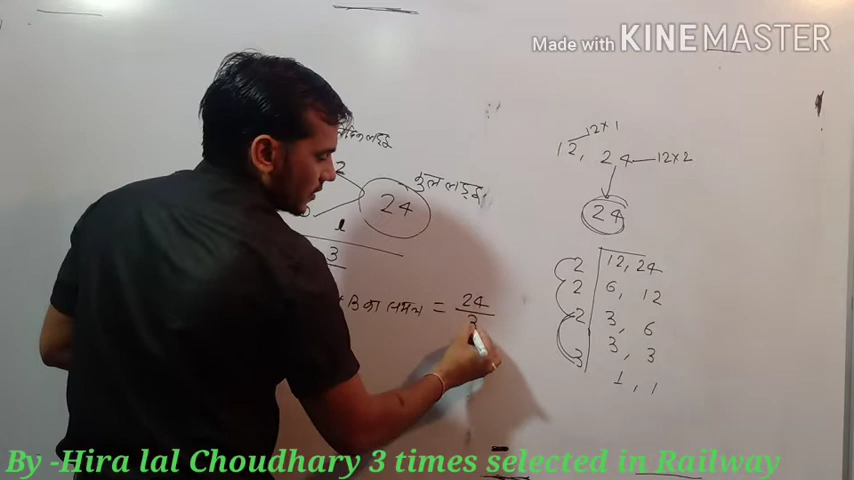 Made with KINEMASTER
12×1
12, 24 — 12×2
24
2
कुल लड्डू
24
1
3
2 | 12, 24
2 | 6, 12
2 | 3, 6
3 | 3, 3
1, 1
B का समय = 24/3
By -Hira lal Choudhary 3 times selected in Railway